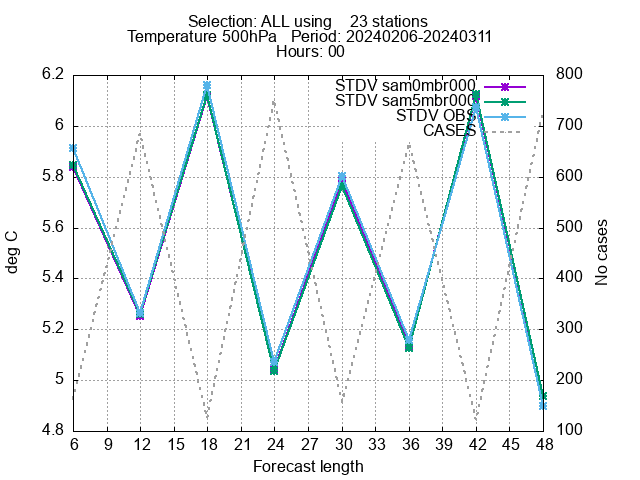 Selection: ALL using    23 stations
Temperature 500hPa   Period: 20240206-20240311
Hours: 00
STDV sam0mbr000
STDV sam5mbr000
STDV OBS
CASES
6.2
6
5.8
5.6
5.4
5.2
5
4.8
800
700
600
500
400
300
200
100
deg C
No cases
6 9 12 15 18 21 24 27 30 33 36 39 42 45 48
Forecast length